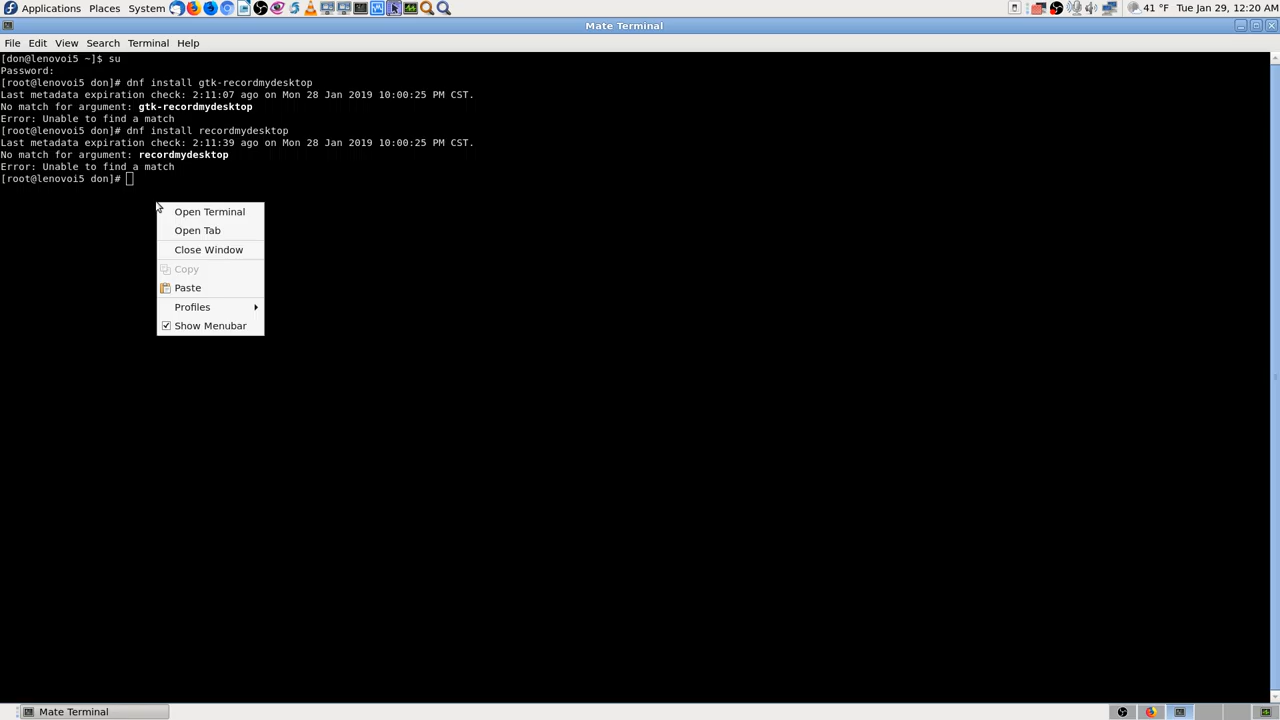 Applications Places System 41 °F Tue Jan 29, 12:20 AM
Mate Terminal
File Edit View Search Terminal Help
[don@lenovoi5 ~]$ su
Password:
[root@lenovoi5 don]# dnf install gtk-recordmydesktop
Last metadata expiration check: 2:11:07 ago on Mon 28 Jan 2019 10:00:25 PM CST.
No match for argument: gtk-recordmydesktop
Error: Unable to find a match
[root@lenovoi5 don]# dnf install recordmydesktop
Last metadata expiration check: 2:11:39 ago on Mon 28 Jan 2019 10:00:25 PM CST.
No match for argument: recordmydesktop
Error: Unable to find a match
[root@lenovoi5 don]#
Open Terminal
Open Tab
Close Window
Copy
Paste
Profiles
Show Menubar
Mate Terminal